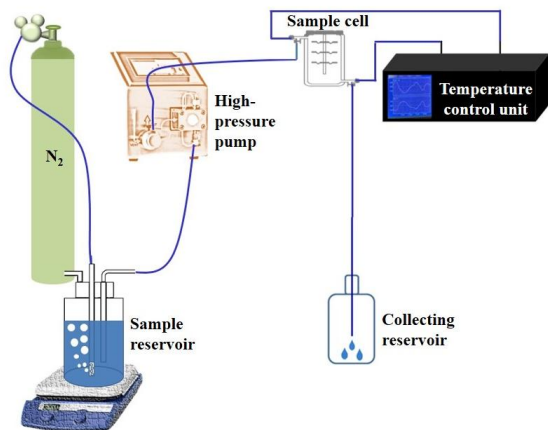 Sample cell
Temperature
control unit
High-
pressure
pump
N2
Sample
reservoir
Collecting
reservoir